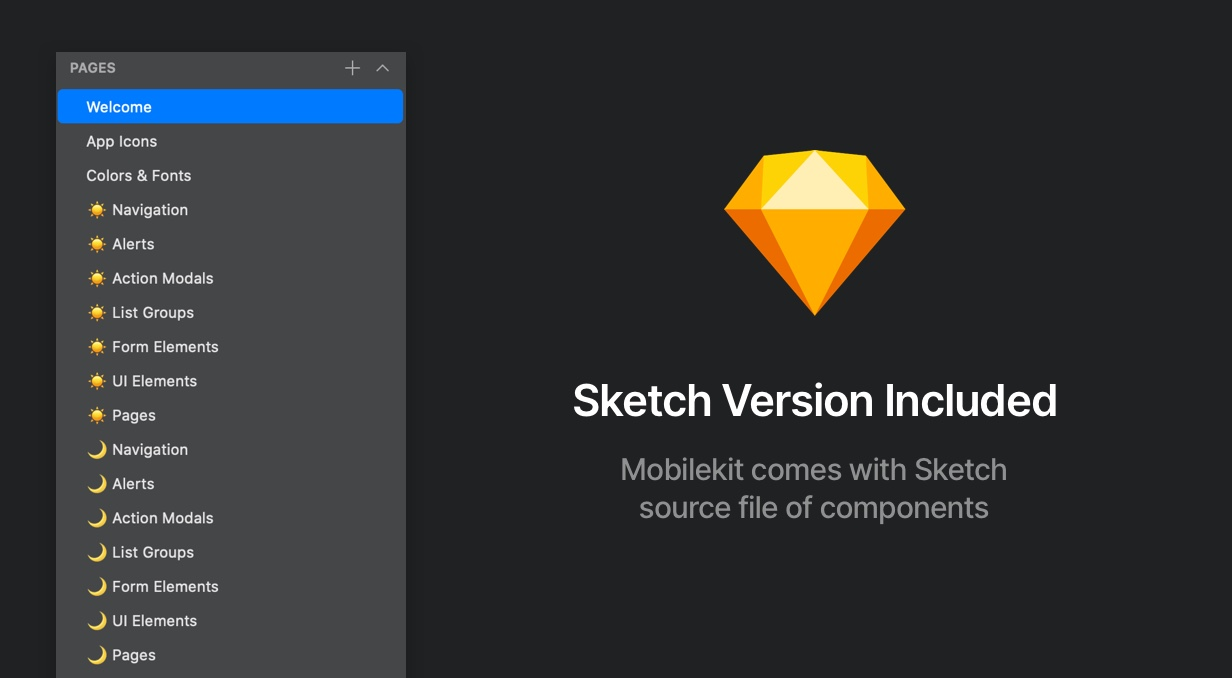 PAGES
Welcome
App Icons
Colors & Fonts
☀️ Navigation
☀️ Alerts
☀️ Action Modals
☀️ List Groups
☀️ Form Elements
☀️ UI Elements
☀️ Pages
🌙 Navigation
🌙 Alerts
🌙 Action Modals
🌙 List Groups
🌙 Form Elements
🌙 UI Elements
🌙 Pages
Sketch Version Included
Mobilekit comes with Sketch
source file of components